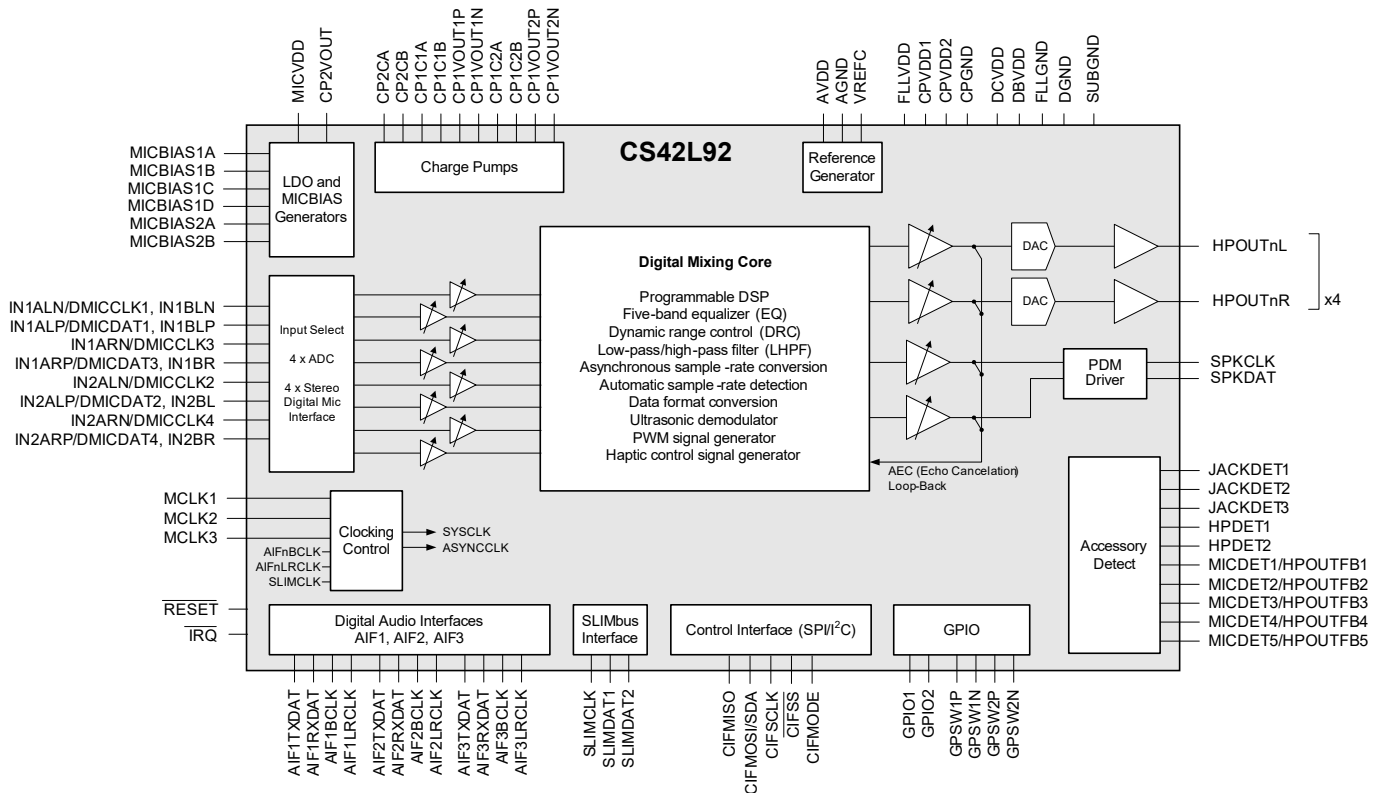 MICVDD
CP2VOUT
CP2CA
CP2CB
CP1C1A
CP1C1B
CP1VOUT1P
CP1VOUT1N
CP1C2A
CP1C2B
CP1VOUT2P
CP1VOUT2N
AVDD
AGND
VREFC
FLLVDD
CPVDD1
CPVDD2
CPGND
DCVDD
DBVDD
FLLGND
DGND
SUBGND
CS42L92
MICBIAS1A
MICBIAS1B
MICBIAS1C
MICBIAS1D
MICBIAS2A
MICBIAS2B
LDO and
MICBIAS
Generators
Charge Pumps
Reference
Generator
IN1ALN/DMICCLK1, IN1BLN
IN1ALP/DMICDAT1, IN1BLP
IN1ARN/DMICCLK3
IN1ARP/DMICDAT3, IN1BR
IN2ALN/DMICCLK2
IN2ALP/DMICDAT2, IN2BL
IN2ARN/DMICCLK4
IN2ARP/DMICDAT4, IN2BR
Input Select
4 x ADC
4 x Stereo
Digital Mic
Interface
Digital Mixing Core
Programmable DSP
Five-band equalizer (EQ)
Dynamic range control (DRC)
Low-pass/high-pass filter (LHPF)
Asynchronous sample -rate conversion
Automatic sample -rate detection
Data format conversion
Ultrasonic demodulator
PWM signal generator
Haptic control signal generator
DAC
DAC
HPOUTnL
HPOUTnR
x4
PDM
Driver
SPKCLK
SPKDAT
AEC (Echo Cancelation)
Loop-Back
MCLK1
MCLK2
MCLK3
AIFnBCLK
AIFnLRCLK
SLIMCLK
Clocking
Control
SYSCLK
ASYNCCLK
Accessory
Detect
JACKDET1
JACKDET2
JACKDET3
HPDET1
HPDET2
MICDET1/HPOUTFB1
MICDET2/HPOUTFB2
MICDET3/HPOUTFB3
MICDET4/HPOUTFB4
MICDET5/HPOUTFB5
RESET
IRQ
Digital Audio Interfaces
AIF1, AIF2, AIF3
SLIMbus
Interface
Control Interface (SPI/I²C)
GPIO
AIF1TXDAT
AIF1RXDAT
AIF1BCLK
AIF1LRCLK
AIF2TXDAT
AIF2RXDAT
AIF2BCLK
AIF2LRCLK
AIF3TXDAT
AIF3RXDAT
AIF3BCLK
AIF3LRCLK
SLIMCLK
SLIMDAT1
SLIMDAT2
CIFMISO
CIFMOSI/SDA
CIFSCLK
CIFSS
CIFMODE
GPIO1
GPIO2
GPSW1P
GPSW1N
GPSW2P
GPSW2N